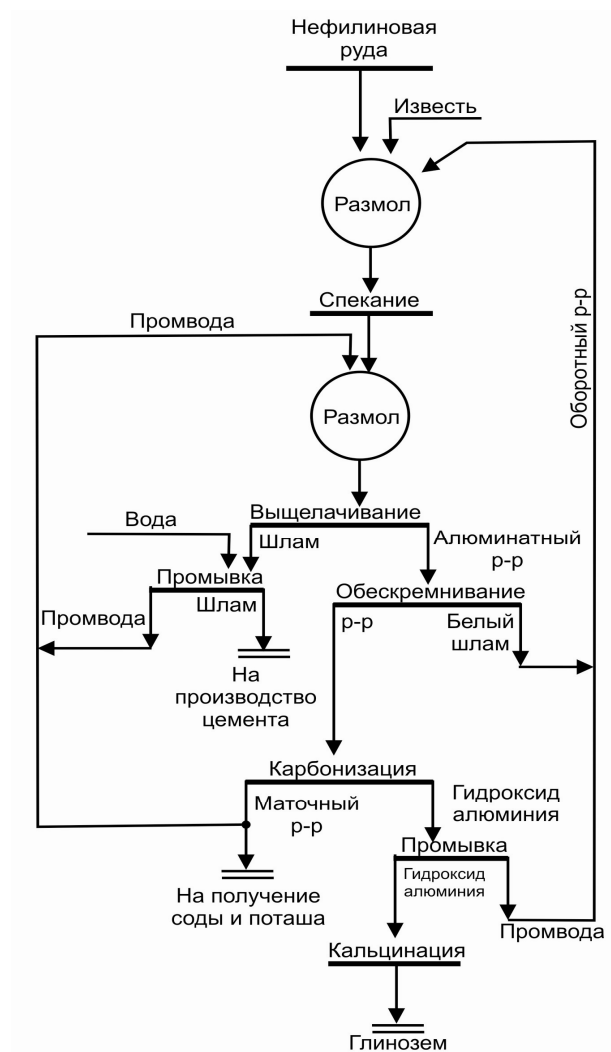 Нефилиновая
руда
Известь
Размол
Спекание
Промвода
Оборотный р-р
Размол
Выщелачивание
Вода
Шлам
Алюминатный
р-р
Промывка
Обескремнивание
Промвода
Шлам
р-р
Белый
шлам
На
производство
цемента
Карбонизация
Маточный
р-р
Гидроксид
алюминия
Промывка
Гидроксид
алюминия
На получение
соды и поташа
Промвода
Кальцинация
Глинозем